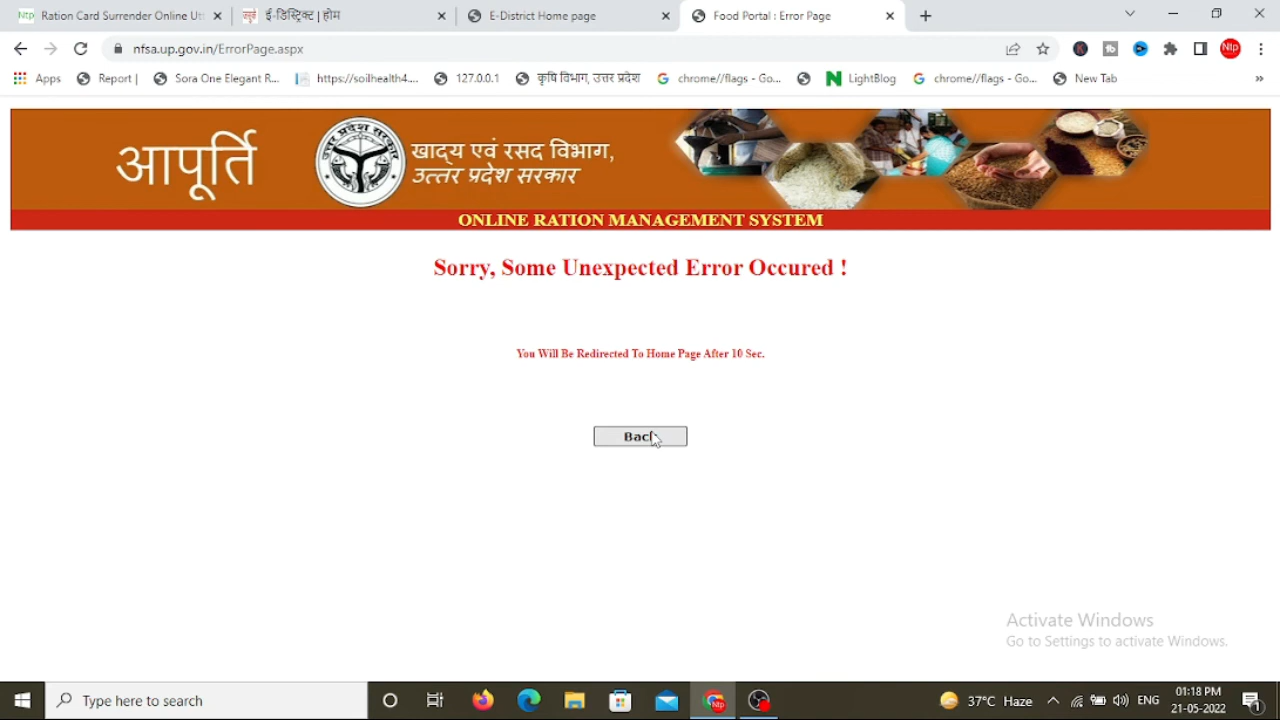 Ration Card Surrender Online Utt
ई-डिस्ट्रिक्ट | होम
E-District Home page
Food Portal : Error Page
nfsa.up.gov.in/ErrorPage.aspx
Ntp
Apps
Report |
Sora One Elegant R...
https://soilhealth4....
127.0.0.1
कृषि विभाग, उत्तर प्रदेश
chrome//flags - Go...
LightBlog
chrome//flags - Go...
New Tab
»
आपूर्ति
खाद्य एवं रसद विभाग,
उत्तर प्रदेश सरकार
ONLINE RATION MANAGEMENT SYSTEM
Sorry, Some Unexpected Error Occured !
You Will Be Redirected To Home Page After 10 Sec.
Back
Activate Windows
Go to Settings to activate Windows.
Type here to search
37°C Haze
ENG
01:18 PM
21-05-2022
1